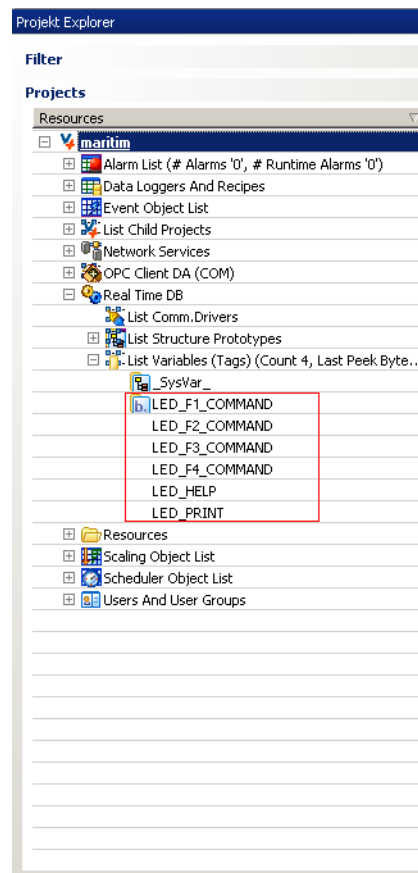 Projekt Explorer
Filter
Projects
Resources
maritim
Alarm List (# Alarms '0', # Runtime Alarms '0')
Data Loggers And Recipes
Event Object List
List Child Projects
Network Services
OPC Client DA (COM)
Real Time DB
List Comm.Drivers
List Structure Prototypes
List Variables (Tags) (Count 4, Last Peek Byte...
_SysVar_
LED_F1_COMMAND
LED_F2_COMMAND
LED_F3_COMMAND
LED_F4_COMMAND
LED_HELP
LED_PRINT
Resources
Scaling Object List
Scheduler Object List
Users And User Groups